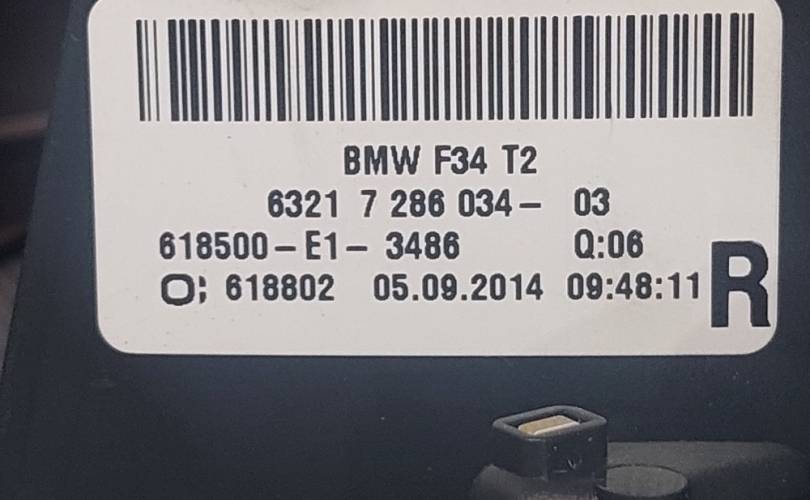 BMW F34 T2
6321 7 286 034 - 03
618500 - E1 - 3486 Q:06
O; 618802 05.09.2014 09:48:11 R